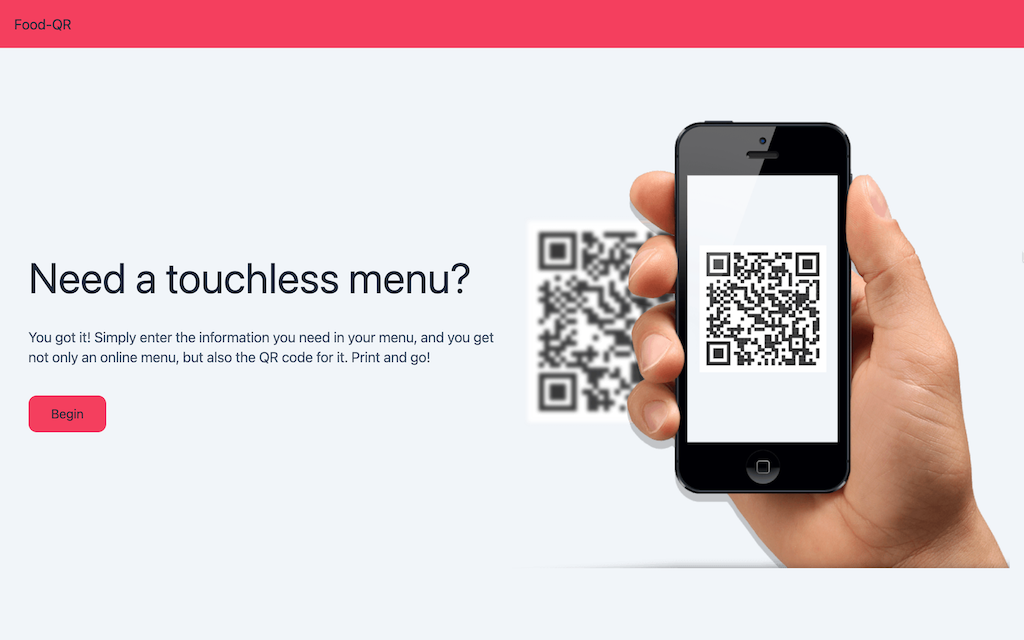 Food-QR
Need a touchless menu?
You got it! Simply enter the information you need in your menu, and you get
not only an online menu, but also the QR code for it. Print and go!
Begin